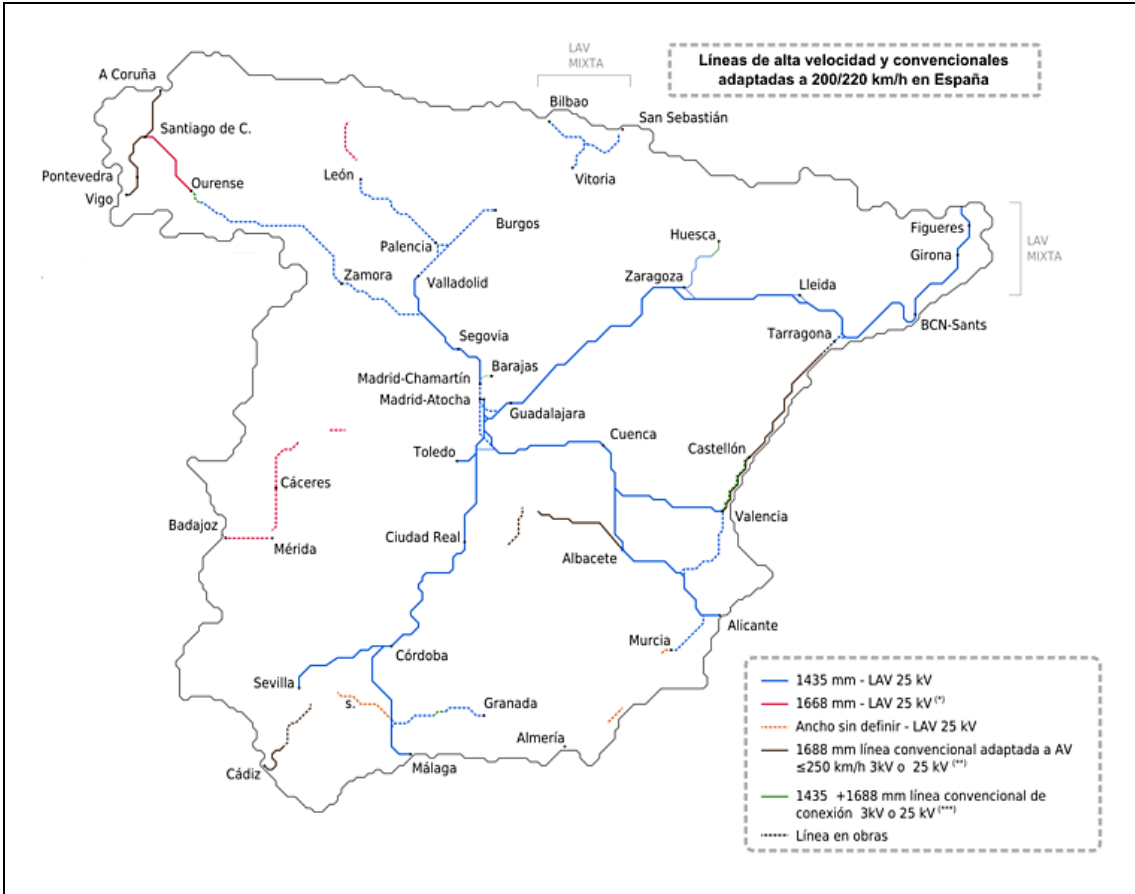 LAV
MIXTA
Líneas de alta velocidad y convencionales
adaptadas a 200/220 km/h en España
A Coruña
Bilbao
San Sebastián
Santiago de C.
Pontevedra
Ourense
León
Vitoria
Vigo
Burgos
Figueres
LAV
MIXTA
Palencia
Huesca
Girona
Zamora
Valladolid
Zaragoza
Lleida
Segovia
Tarragona
BCN-Sants
Barajas
Madrid-Chamartín
Madrid-Atocha
Guadalajara
Toledo
Cuenca
Castellón
Cáceres
Badajoz
Mérida
Ciudad Real
Albacete
Valencia
Alicante
Murcia
Córdoba
Sevilla
s.
Granada
Almería
Cádiz
Málaga
1435 mm - LAV 25 kV
1668 mm - LAV 25 kV (*)
Ancho sin definir - LAV 25 kV
1688 mm línea convencional adaptada a AV
≤250 km/h 3kV o 25 kV (**)
1435 +1688 mm línea convencional de
conexión 3kV o 25 kV (***)
Línea en obras